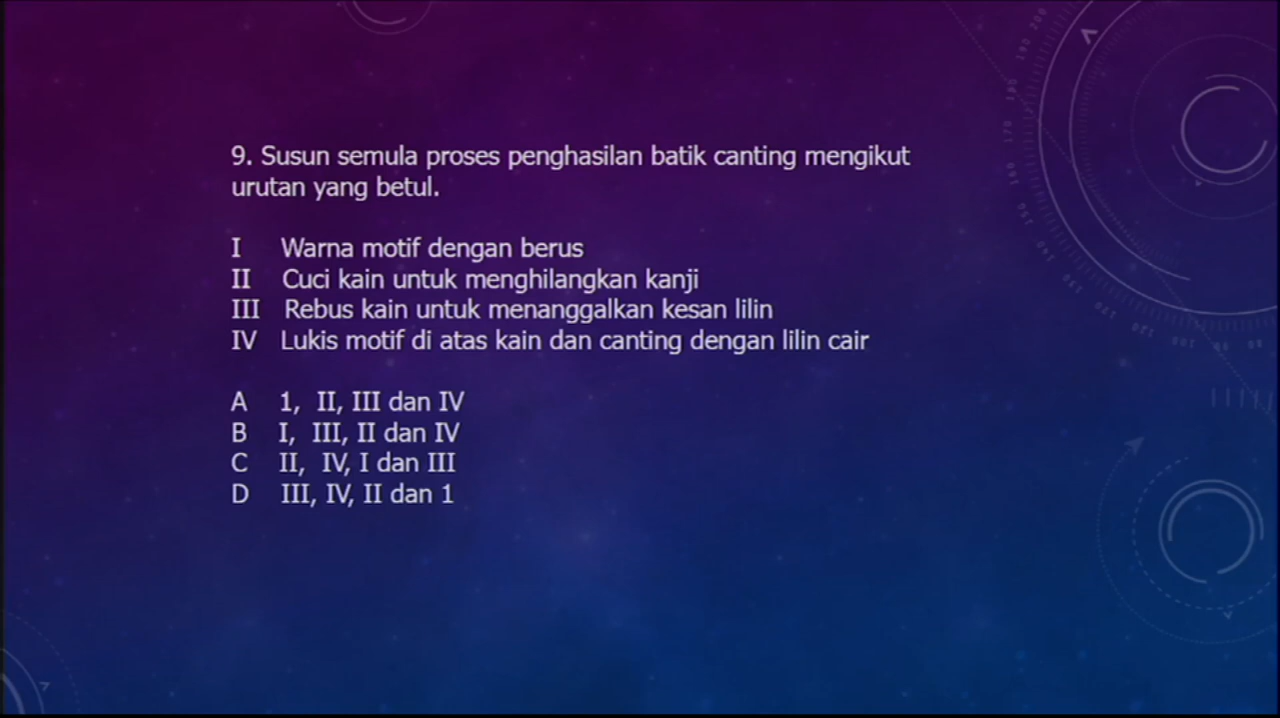 9. Susun semula proses penghasilan batik canting mengikut
urutan yang betul.
I Warna motif dengan berus
II Cuci kain untuk menghilangkan kanji
III Rebus kain untuk menanggalkan kesan lilin
IV Lukis motif di atas kain dan canting dengan lilin cair
A 1, II, III dan IV
B I, III, II dan IV
C II, IV, I dan III
D III, IV, II dan 1